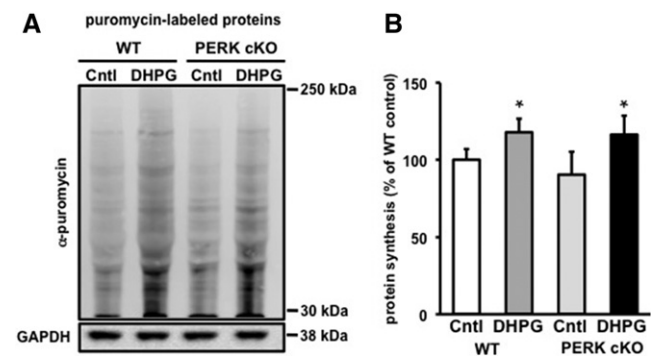 A
puromycin-labeled proteins
WT PERK cKO
Cntl DHPG Cntl DHPG
250 kDa
α-puromycin
30 kDa
GAPDH
38 kDa
B
protein synthesis (% of WT control)
150
100
50
0
* *
Cntl DHPG Cntl DHPG
WT PERK cKO